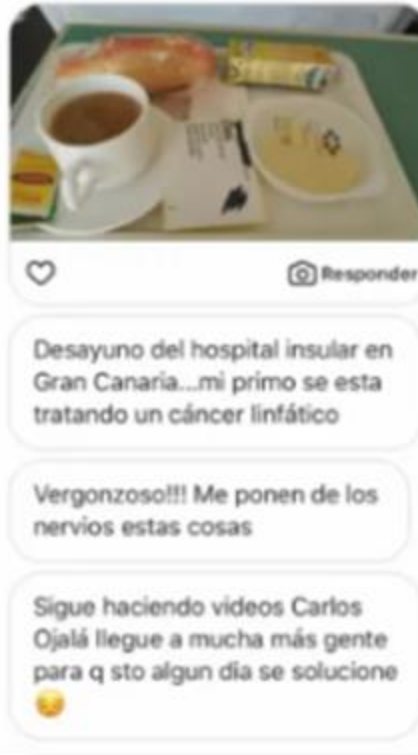 Responder
Desayuno del hospital insular en
Gran Canaria...mi primo se esta
tratando un cáncer linfático
Vergonzoso!!! Me ponen de los
nervios estas cosas
Sigue haciendo videos Carlos
Ojalá llegue a mucha más gente
para q sto algun dia se solucione
😔